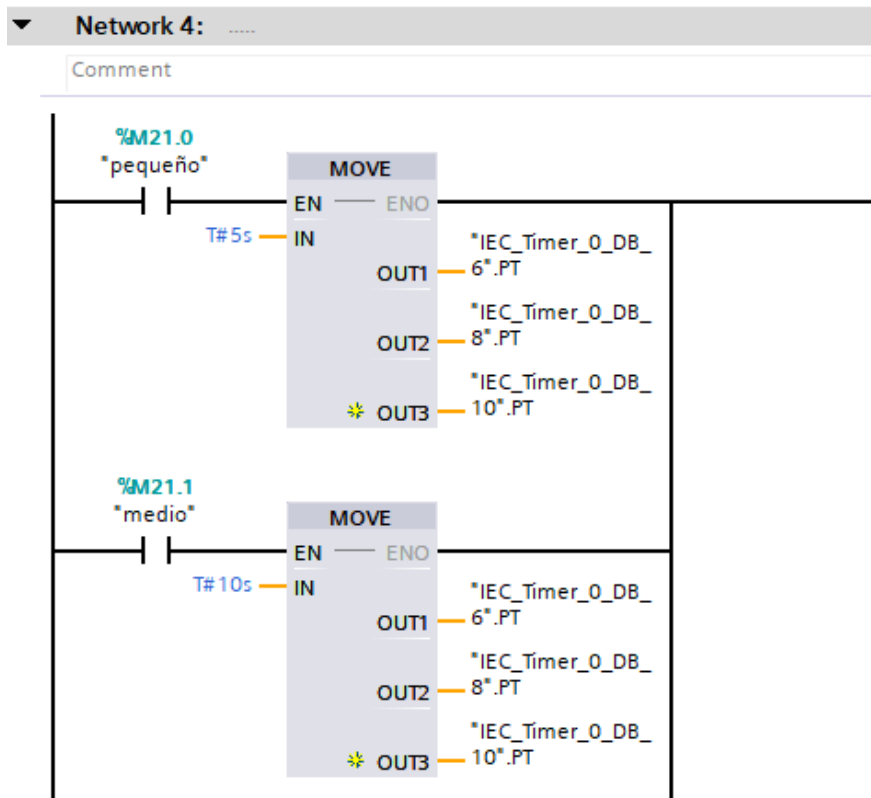 Network 4: .....
Comment
%M21.0
"pequeño"
MOVE
EN ENO
T#5s IN
"IEC_Timer_0_DB_
OUT1 6".PT
"IEC_Timer_0_DB_
OUT2 8".PT
"IEC_Timer_0_DB_
OUT3 10".PT
%M21.1
"medio"
MOVE
EN ENO
T#10s IN
"IEC_Timer_0_DB_
OUT1 6".PT
"IEC_Timer_0_DB_
OUT2 8".PT
"IEC_Timer_0_DB_
OUT3 10".PT